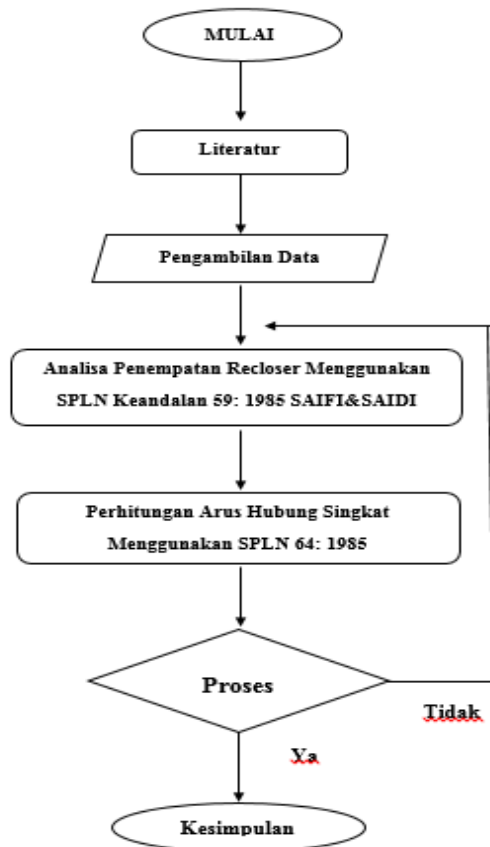 MULAI
Literatur
Pengambilan Data
Analisa Penempatan Recloser Menggunakan
SPLN Keandalan 59: 1985 SAIFI&SAIDI
Perhitungan Arus Hubung Singkat
Menggunakan SPLN 64: 1985
Proses
Tidak
Ya
Kesimpulan